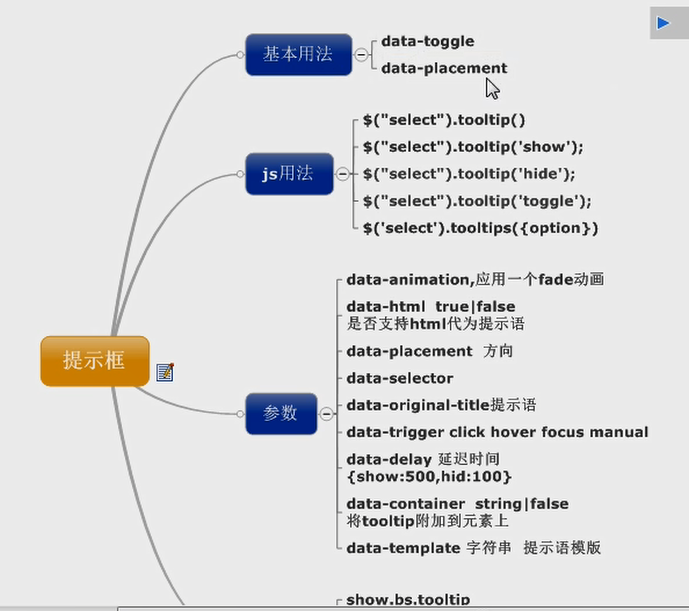 基本用法
data-toggle
data-placement
js用法
$("select").tooltip()
$("select").tooltip('show');
$("select").tooltip('hide');
$("select").tooltip('toggle');
$('select').tooltips({option})
提示框
参数
data-animation,应用一个fade动画
data-html true|false
是否支持html代为提示语
data-placement 方向
data-selector
data-original-title提示语
data-trigger click hover focus manual
data-delay 延迟时间
{show:500,hid:100}
data-container string|false
将tooltip附加到元素上
data-template 字符串 提示语模版
show.bs.tooltip